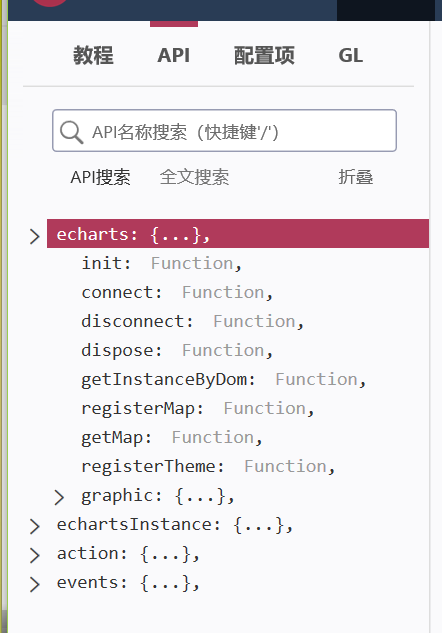 教程 API 配置项 GL
API名称搜索（快捷键'/'）
API搜索 全文搜索 折叠
echarts: {...},
init: Function,
connect: Function,
disconnect: Function,
dispose: Function,
getInstanceByDom: Function,
registerMap: Function,
getMap: Function,
registerTheme: Function,
graphic: {...},
echartsInstance: {...},
action: {...},
events: {...},